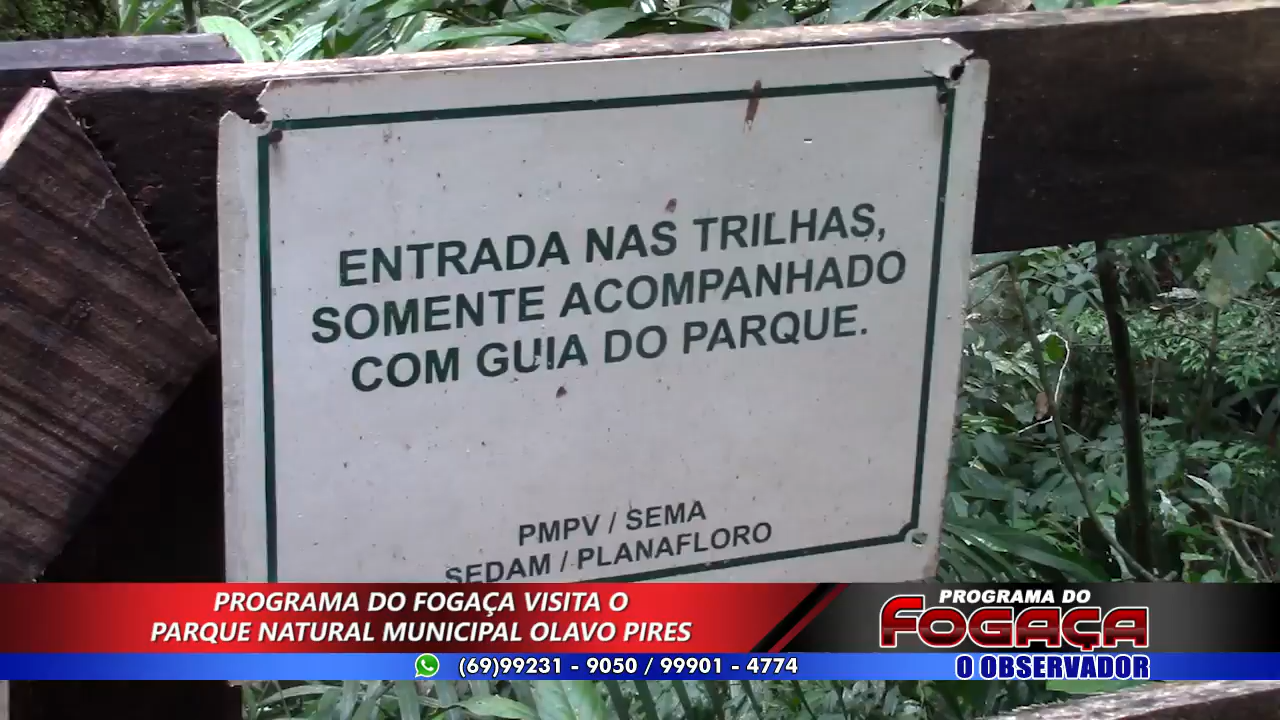 ENTRADA NAS TRILHAS,
SOMENTE ACOMPANHADO
COM GUIA DO PARQUE.
PMPV / SEMA
SEDAM / PLANAFLORO
PROGRAMA DO FOGAÇA VISITA O
PARQUE NATURAL MUNICIPAL OLAVO PIRES
PROGRAMA DO
FOGAÇA
O OBSERVADOR
(69)99231 - 9050 / 99901 - 4774